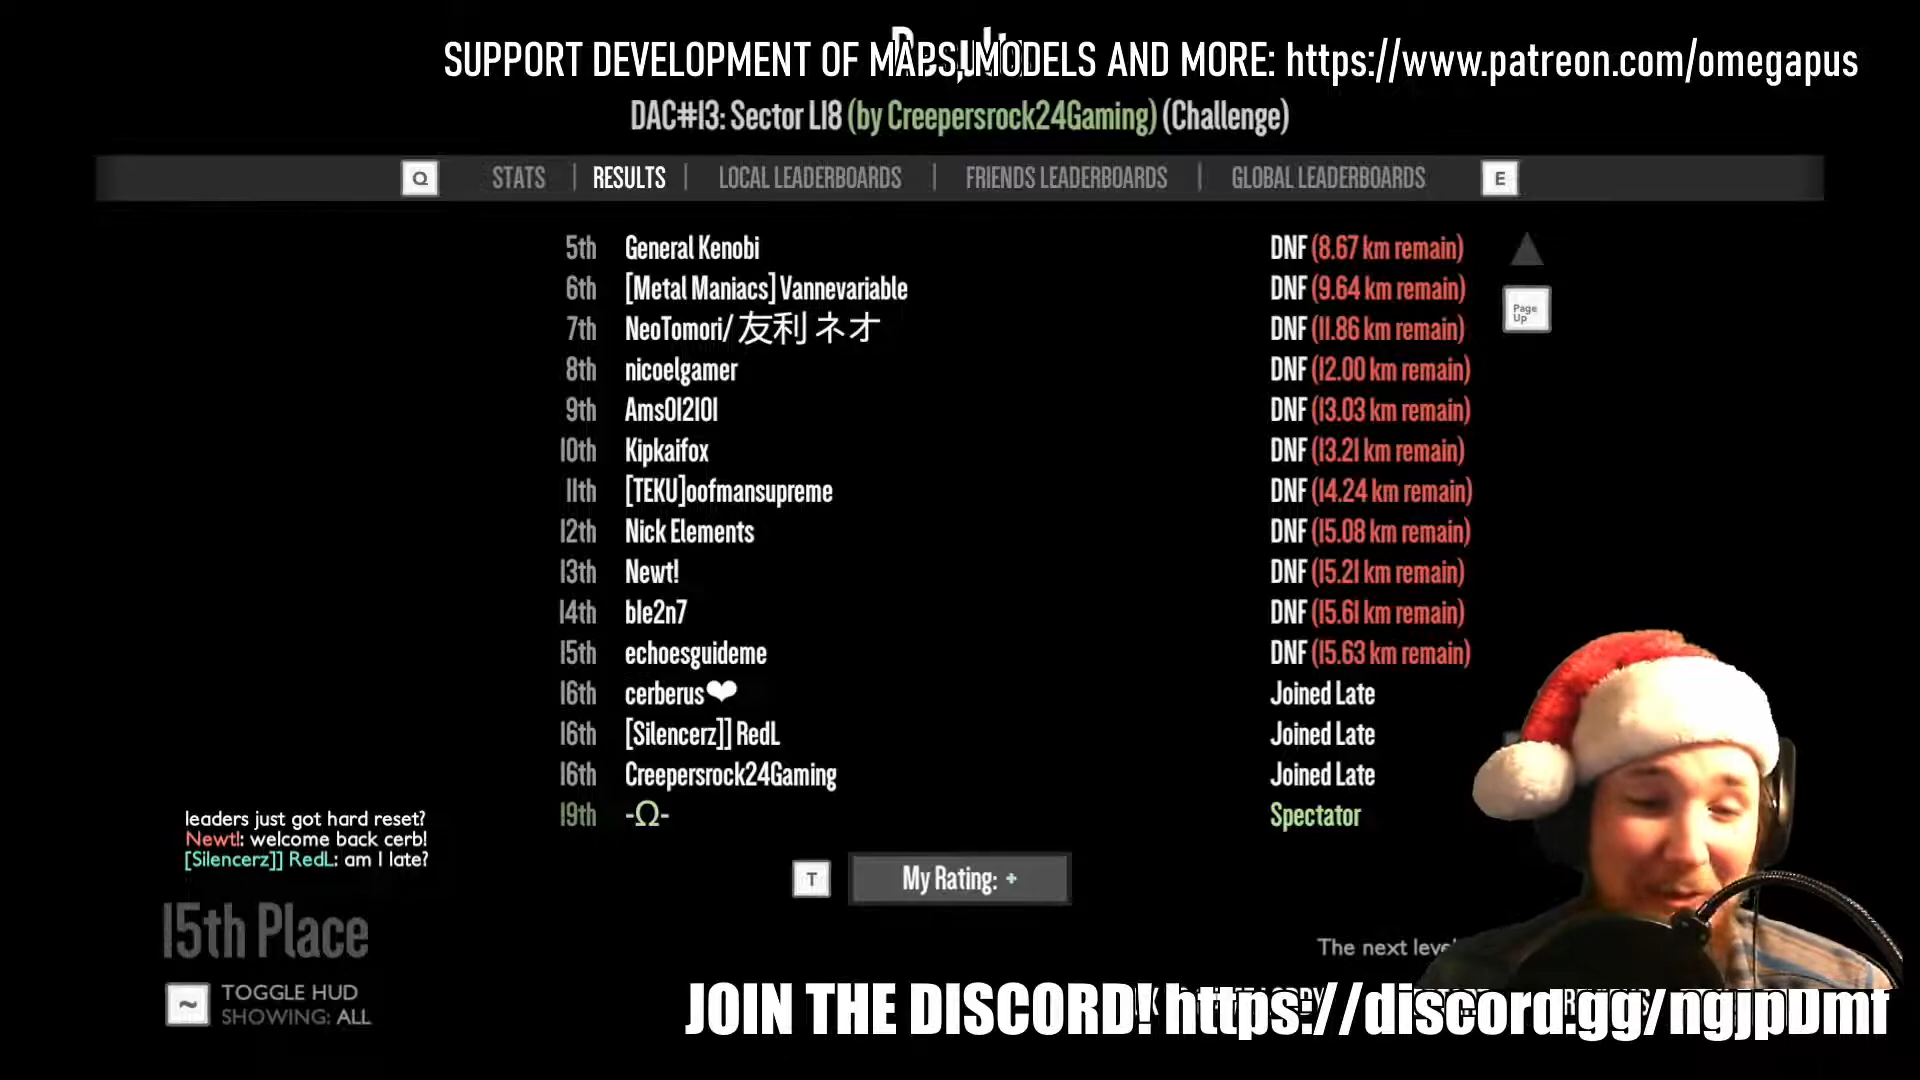 SUPPORT DEVELOPMENT OF MAPS, MODELS AND MORE: https://www.patreon.com/omegapus
DAC#13: Sector L18 (by Creepersrock24Gaming) (Challenge)
Q STATS | RESULTS | LOCAL LEADERBOARDS | FRIENDS LEADERBOARDS | GLOBAL LEADERBOARDS E
5th General Kenobi DNF (8.67 km remain)
6th [Metal Maniacs] Vannevariable DNF (9.64 km remain)
Page Up
7th NeoTomori/ 友利 ネオ DNF (11.86 km remain)
8th nicoelgamer DNF (12.00 km remain)
9th Ams012101 DNF (13.03 km remain)
10th Kipkaifox DNF (13.21 km remain)
11th [TEKU]oofmansupreme DNF (14.24 km remain)
12th Nick Elements DNF (15.08 km remain)
13th Newt! DNF (15.21 km remain)
14th ble2n7 DNF (15.61 km remain)
15th echoesguideme DNF (15.63 km remain)
16th cerberus❤ Joined Late
16th [Silencerz]] RedL Joined Late
16th Creepersrock24Gaming Joined Late
19th -Ω- Spectator
leaders just got hard reset?
Newt!: welcome back cerb!
[Silencerz]] RedL: am I late?
T My Rating: +
15th Place
The next leve
~ TOGGLE HUD
SHOWING: ALL
JOIN THE DISCORD! https://discord.gg/ngjpDmf